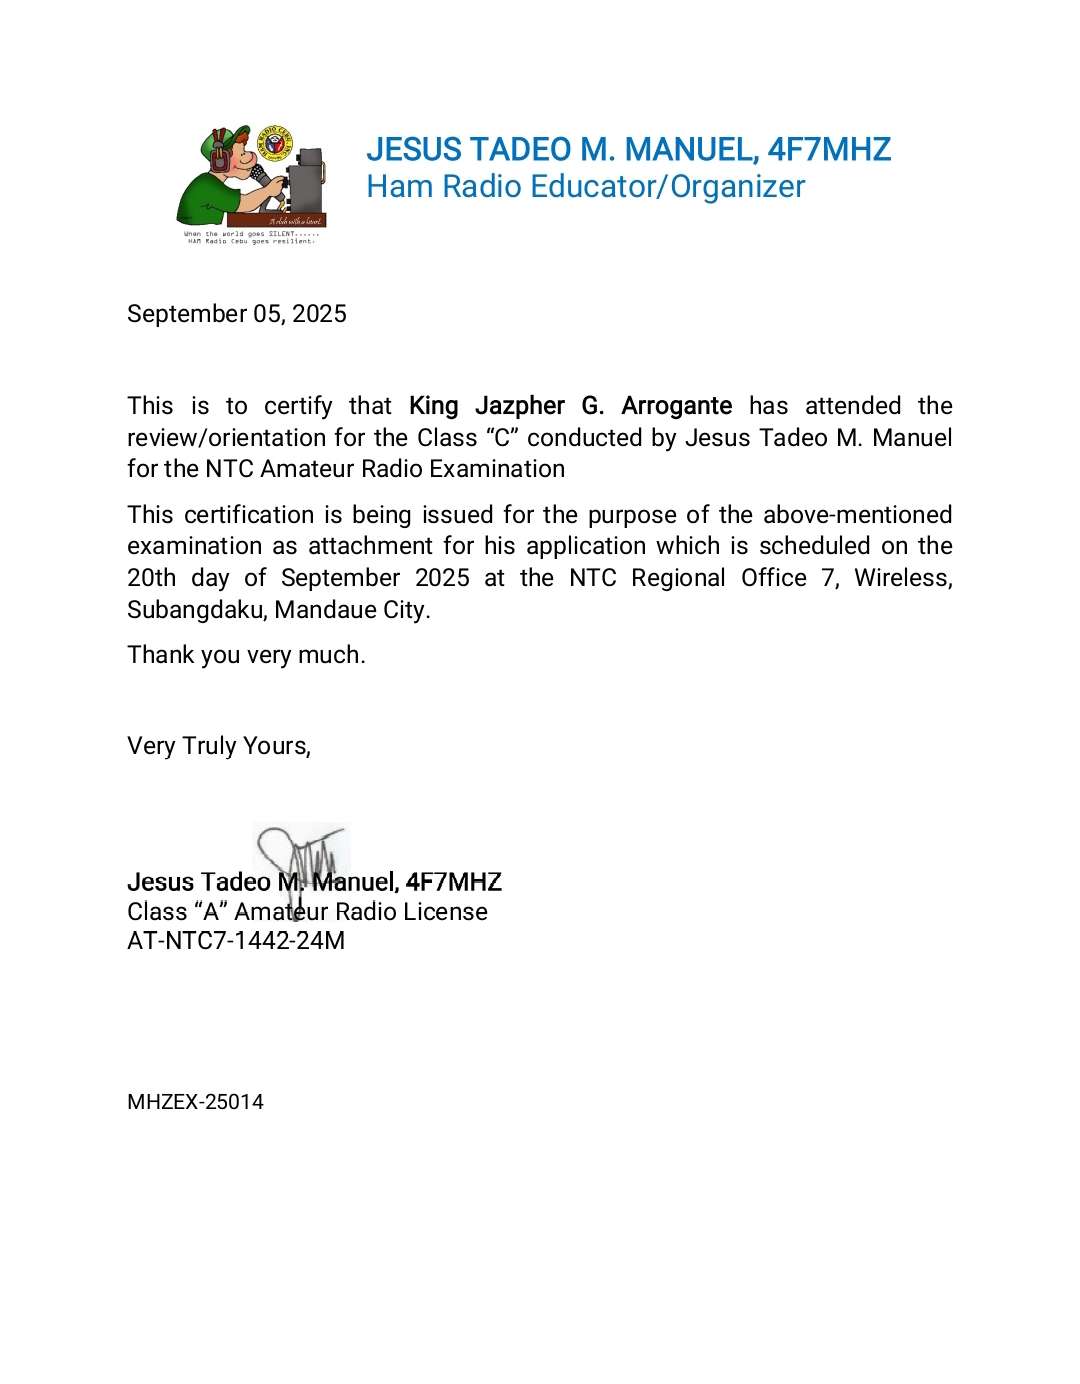 HAM RADIO CEBU
A club with a heart.
When the world goes SILENT......
HAM Radio Cebu goes resilient.
JESUS TADEO M. MANUEL, 4F7MHZ
Ham Radio Educator/Organizer
September 05, 2025
This is to certify that King Jazpher G. Arrogante has attended the
review/orientation for the Class “C” conducted by Jesus Tadeo M. Manuel
for the NTC Amateur Radio Examination
This certification is being issued for the purpose of the above-mentioned
examination as attachment for his application which is scheduled on the
20th day of September 2025 at the NTC Regional Office 7, Wireless,
Subangdaku, Mandaue City.
Thank you very much.
Very Truly Yours,
Jesus Tadeo M. Manuel, 4F7MHZ
Class “A” Amateur Radio License
AT-NTC7-1442-24M
MHZEX-25014